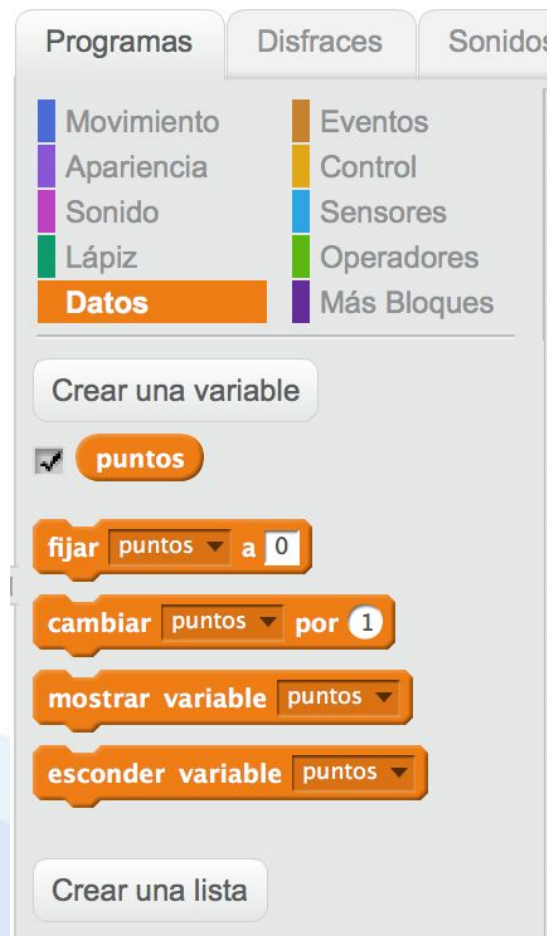 Programas Disfraces Sonidos
Movimiento Eventos
Apariencia Control
Sonido Sensores
Lápiz Operadores
Datos Más Bloques
Crear una variable
puntos
fijar puntos a 0
cambiar puntos por 1
mostrar variable puntos
esconder variable puntos
Crear una lista